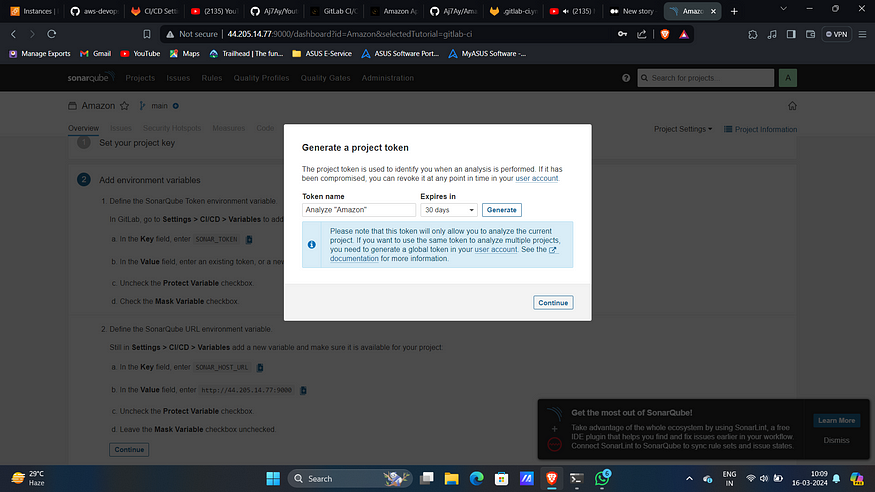 Instances |
aws-devop
CI/CD Sett
(2135) You
Aj7Ay/You
GitLab CI/C
Amazon Ap
Aj7Ay/Ama
.gitlab-ci.yr
(2135) I
New story
Amaz
Not secure | 44.205.14.77:9000/dashboard?id=Amazon&selectedTutorial=gitlab-ci
VPN
Manage Exports
Gmail
YouTube
Maps
Trailhead | The fun...
ASUS E-Service
ASUS Software Port...
MyASUS Software -...
sonarqube
Projects
Issues
Rules
Quality Profiles
Quality Gates
Administration
Search for projects...
A
Amazon
main
Overview
Issues
Security Hotspots
Measures
Code
Project Settings
Project Information
1 Set your project key
2 Add environment variables
1. Define the SonarQube Token environment variable.
In GitLab, go to Settings > CI/CD > Variables to add
a. In the Key field, enter SONAR_TOKEN
b. In the Value field, enter an existing token, or a new
c. Uncheck the Protect Variable checkbox.
d. Check the Mask Variable checkbox.
2. Define the SonarQube URL environment variable.
Still in Settings > CI/CD > Variables add a new variable and make sure it is available for your project:
a. In the Key field, enter SONAR_HOST_URL
b. In the Value field, enter http://44.205.14.77:9000
c. Uncheck the Protect Variable checkbox.
d. Leave the Mask Variable checkbox unchecked.
Continue
Generate a project token
The project token is used to identify you when an analysis is performed. If it has
been compromised, you can revoke it at any point in time in your user account.
Token name
Expires in
Analyze "Amazon"
30 days
Generate
Please note that this token will only allow you to analyze the current
project. If you want to use the same token to analyze multiple projects,
you need to generate a global token in your user account. See the
documentation for more information.
Continue
Get the most out of SonarQube!
Take advantage of the whole ecosystem by using SonarLint, a free
IDE plugin that helps you find and fix issues earlier in your workflow.
Connect SonarLint to SonarQube to sync rule sets and issue states.
Learn More
Dismiss
29°C
Haze
Search
6
ENG
IN
10:09
16-03-2024